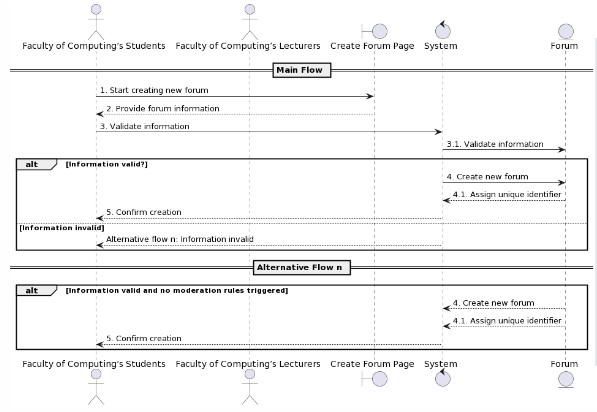 Faculty of Computing's Students Faculty of Computing's Lecturers Create Forum Page System Forum
Main Flow
1. Start creating new forum
2. Provide forum information
3. Validate information
3.1. Validate information
alt [Information valid?]
4. Create new forum
4.1. Assign unique identifier
5. Confirm creation
[Information invalid]
Alternative flow n: Information invalid
Alternative Flow n
alt [Information valid and no moderation rules triggered]
4. Create new forum
4.1. Assign unique identifier
5. Confirm creation
Faculty of Computing's Students Faculty of Computing's Lecturers Create Forum Page System Forum